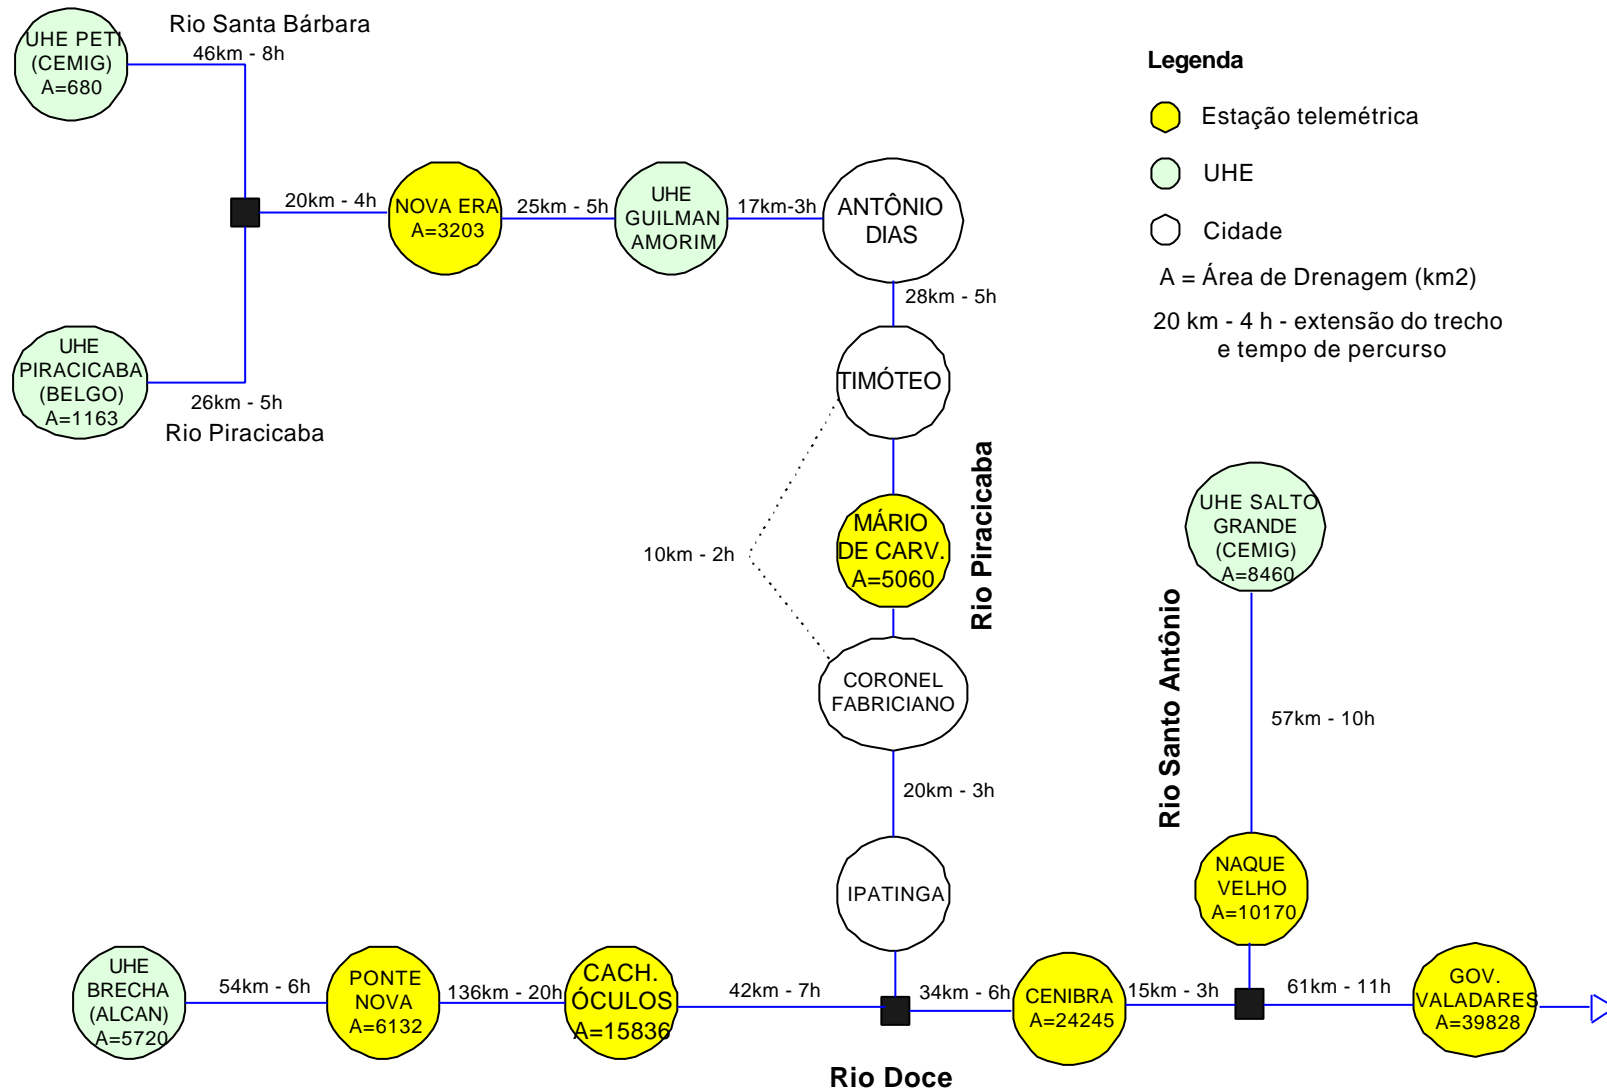 Rio Santa Bárbara
UHE PETI
(CEMIG)
A=680
46km - 8h
Legenda
Estação telemétrica
UHE
Cidade
A = Área de Drenagem (km2)
20 km - 4 h - extensão do trecho
e tempo de percurso
20km - 4h
NOVA ERA
A=3203
25km - 5h
UHE
GUILMAN
AMORIM
17km-3h
ANTÔNIO
DIAS
28km - 5h
UHE
PIRACICABA
(BELGO)
A=1163
26km - 5h
Rio Piracicaba
TIMÓTEO
10km - 2h
MÁRIO
DE CARV.
A=5060
Rio Piracicaba
CORONEL
FABRICIANO
20km - 3h
IPATINGA
UHE SALTO
GRANDE
(CEMIG)
A=8460
Rio Santo Antônio
57km - 10h
NAQUE
VELHO
A=10170
UHE
BRECHA
(ALCAN)
A=5720
54km - 6h
PONTE
NOVA
A=6132
136km - 20h
CACH.
ÓCULOS
A=15836
42km - 7h
34km - 6h
CENIBRA
A=24245
15km - 3h
61km - 11h
GOV.
VALADARES
A=39828
Rio Doce